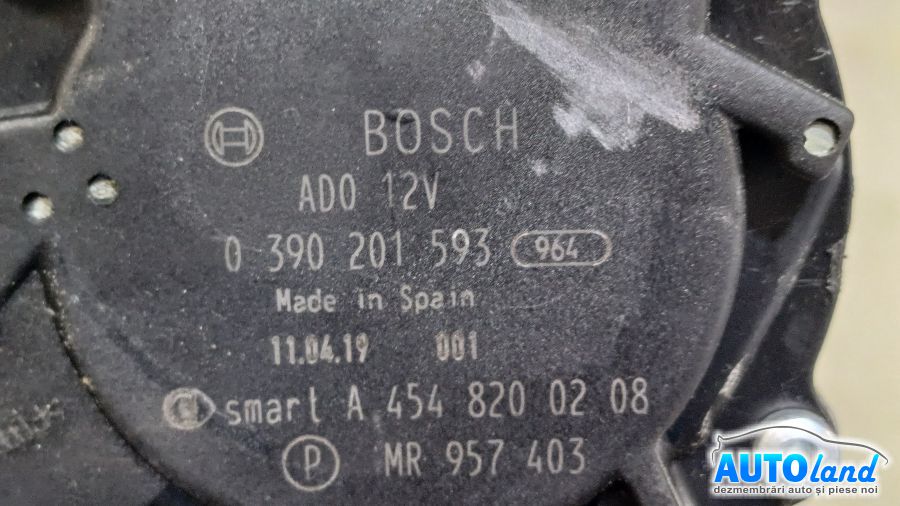 BOSCH
ADO 12V
0 390 201 593 964
Made in Spain
11.04.19 001
smart A 454 820 02 08
P MR 957 403
AUTOland
dezmembrări auto și piese noi